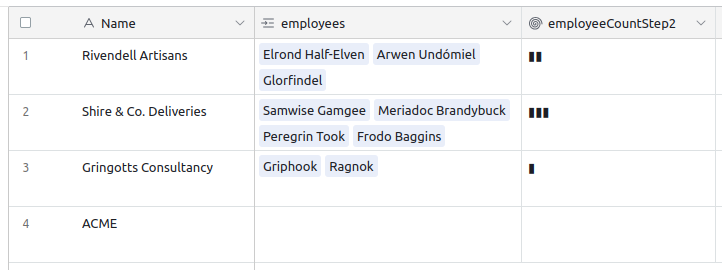 Name employees employeeCountStep2
1 Rivendell Artisans Elrond Half-Elven Arwen Undómiel ▮▮
Glorfindel
2 Shire & Co. Deliveries Samwise Gamgee Meriadoc Brandybuck ▮▮▮
Peregrin Took Frodo Baggins
3 Gringotts Consultancy Griphook Ragnok ▮
4 ACME